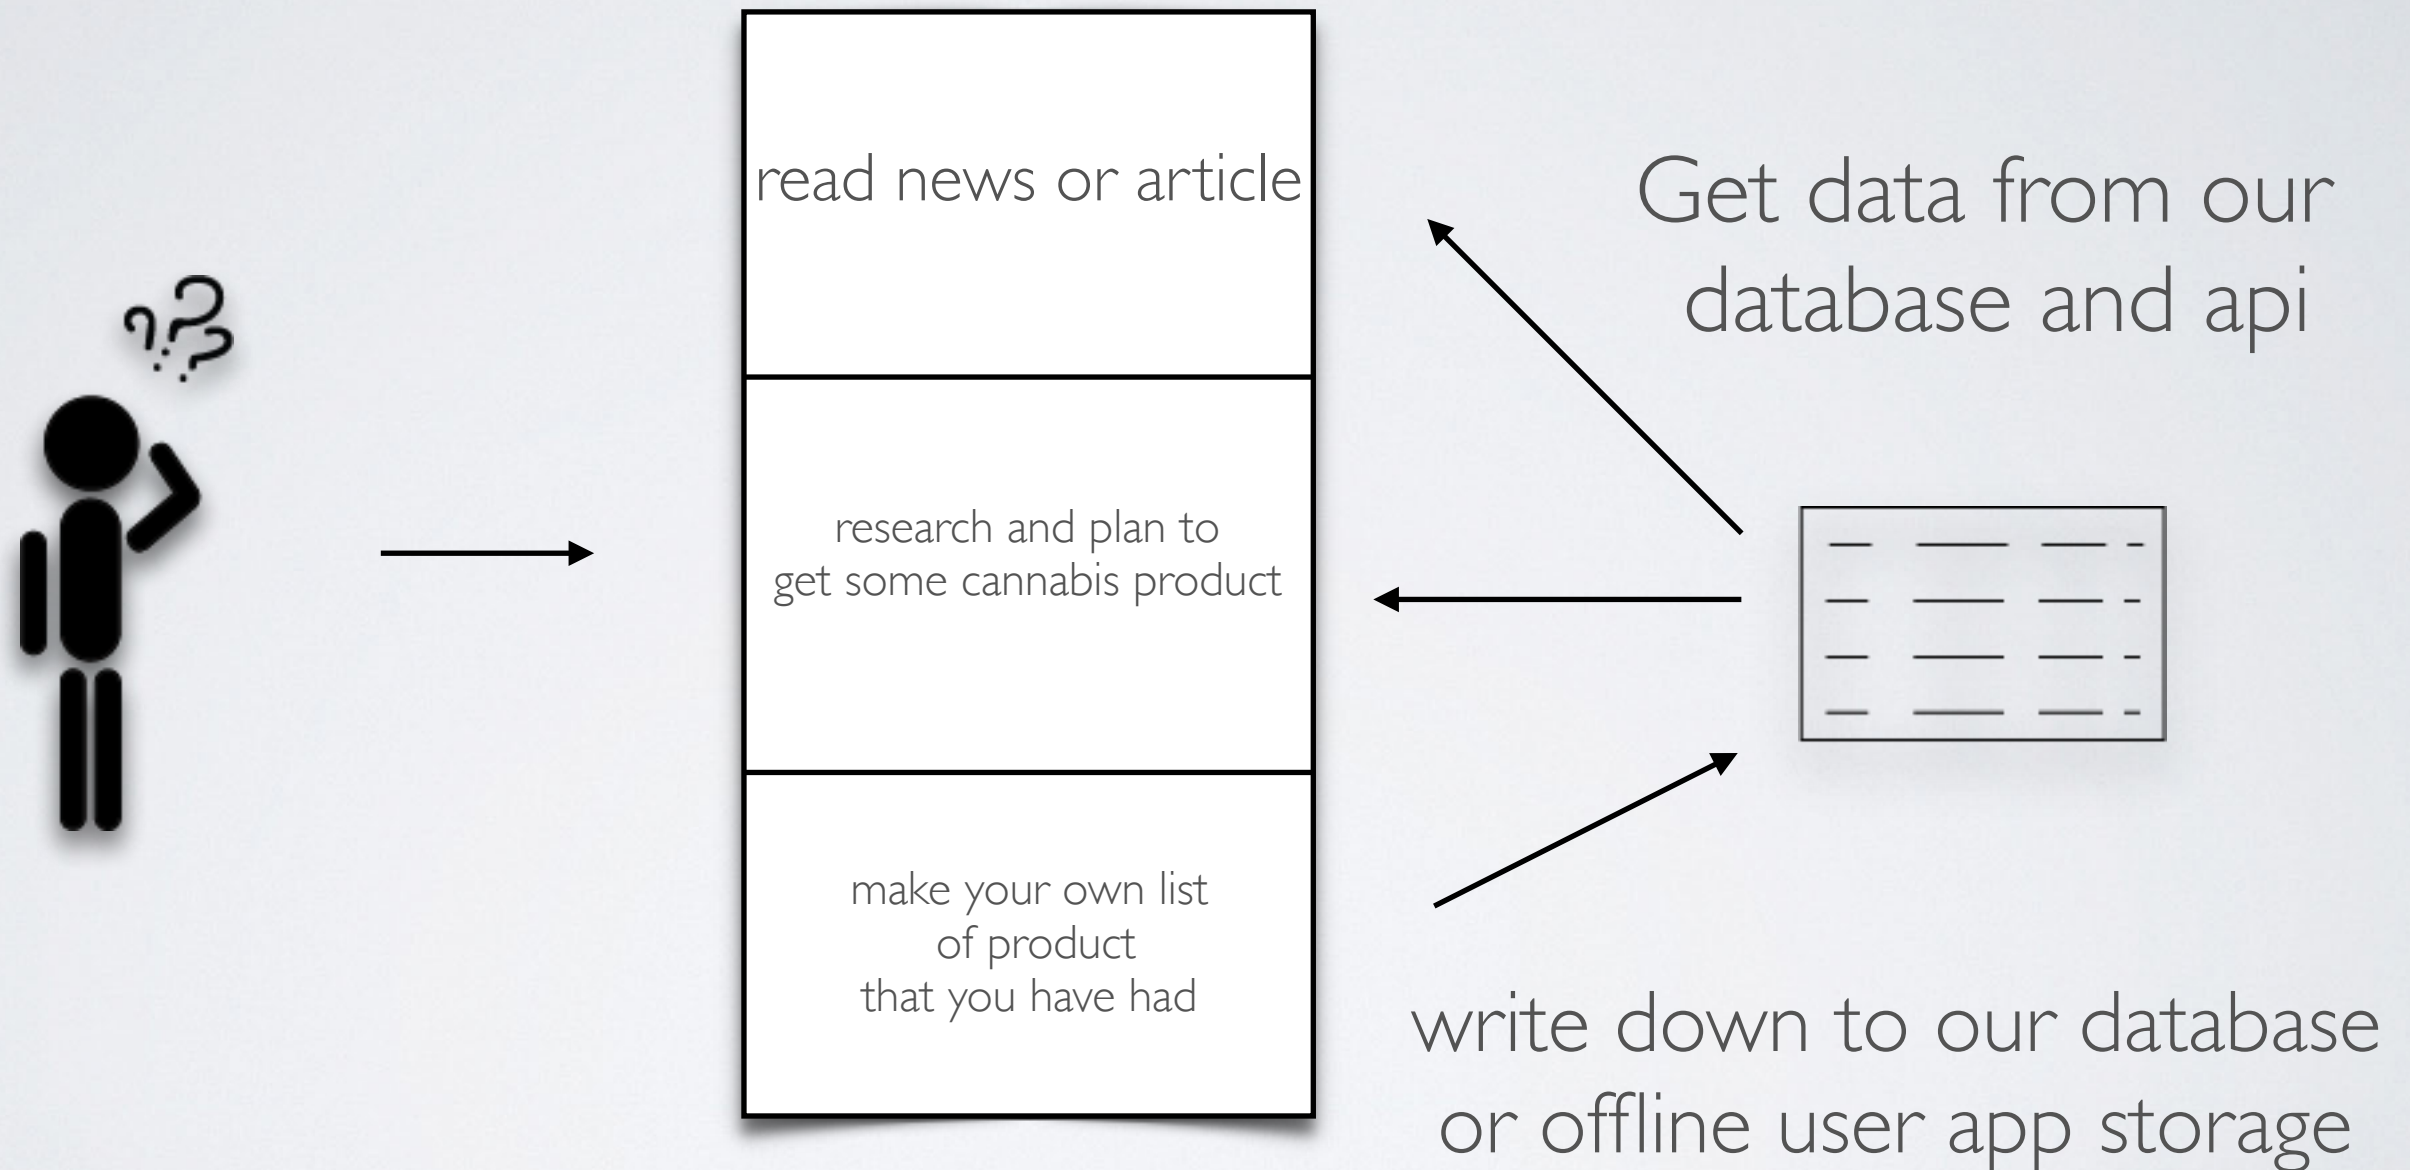 read news or article
research and plan to
get some cannabis product
make your own list
of product
that you have had
Get data from our
database and api
write down to our database
or offline user app storage
???